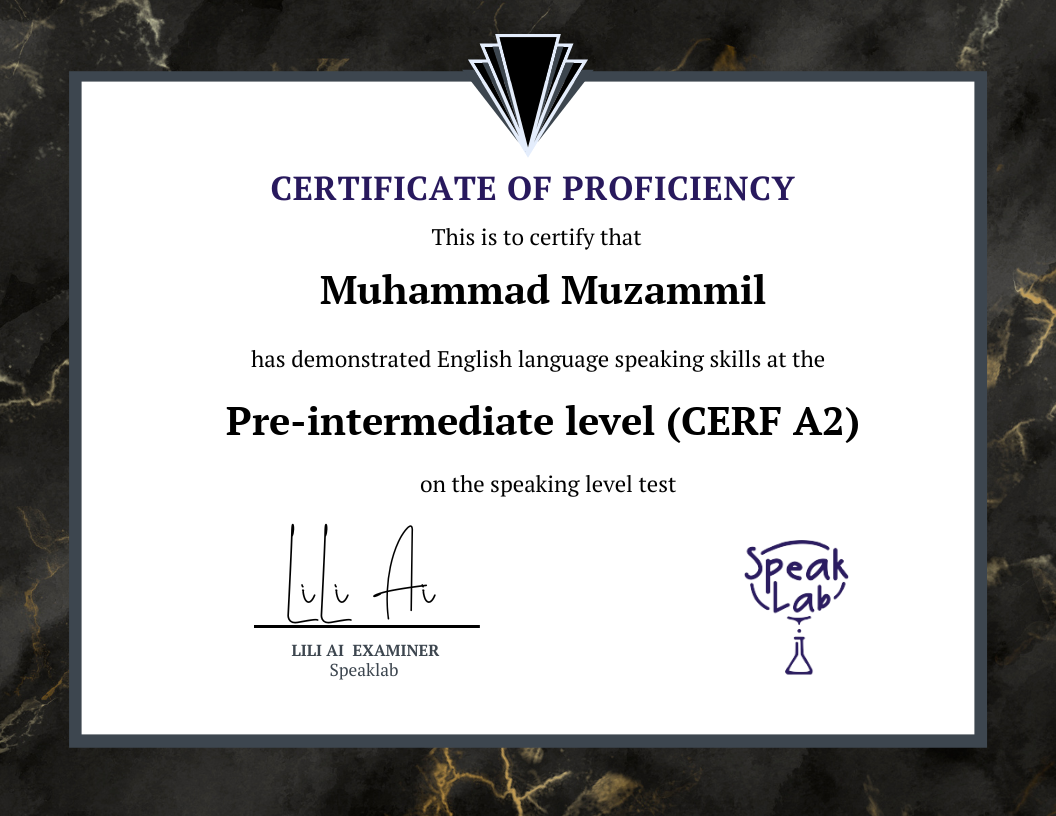 CERTIFICATE OF PROFICIENCY
This is to certify that
Muhammad Muzammil
has demonstrated English language speaking skills at the
Pre-intermediate level (CERF A2)
on the speaking level test
LiLi Ai
LILI AI EXAMINER
Speaklab
Speak
Lab